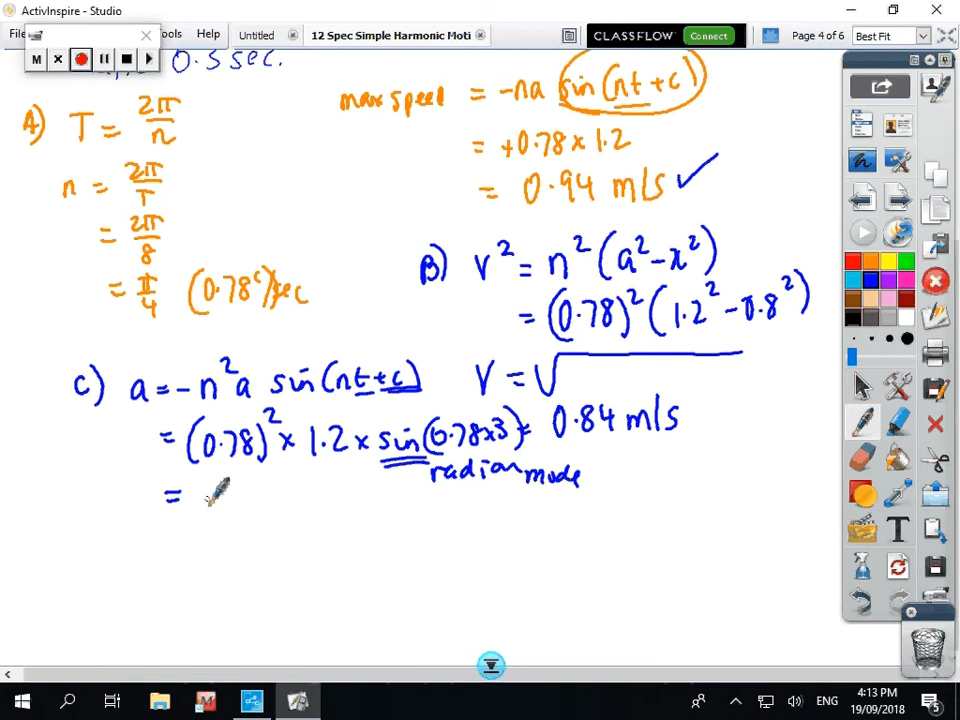 ActivInspire - Studio
File
Tools
Help
Untitled
12 Spec Simple Harmonic Moti
CLASSFLOW
Connect
Page 4 of 6
Best Fit
M
0.5 sec.
A) T = 2π/n
n = 2π/T
= 2π/8
= π/4 (0.78ᶜ)/sec
max speed = -na sin(nt+c)
= +0.78 × 1.2
= 0.94 m/s ✓
B) v² = n² (a² - x²)
= (0.78)² (1.2² - 0.8²)
V = √
= 0.84 m/s
C) a = -n²a sin(nt+c)
= (0.78)² × 1.2 × sin(0.78×3)
radian mode
=
T
ENG
4:13 PM
19/09/2018
5